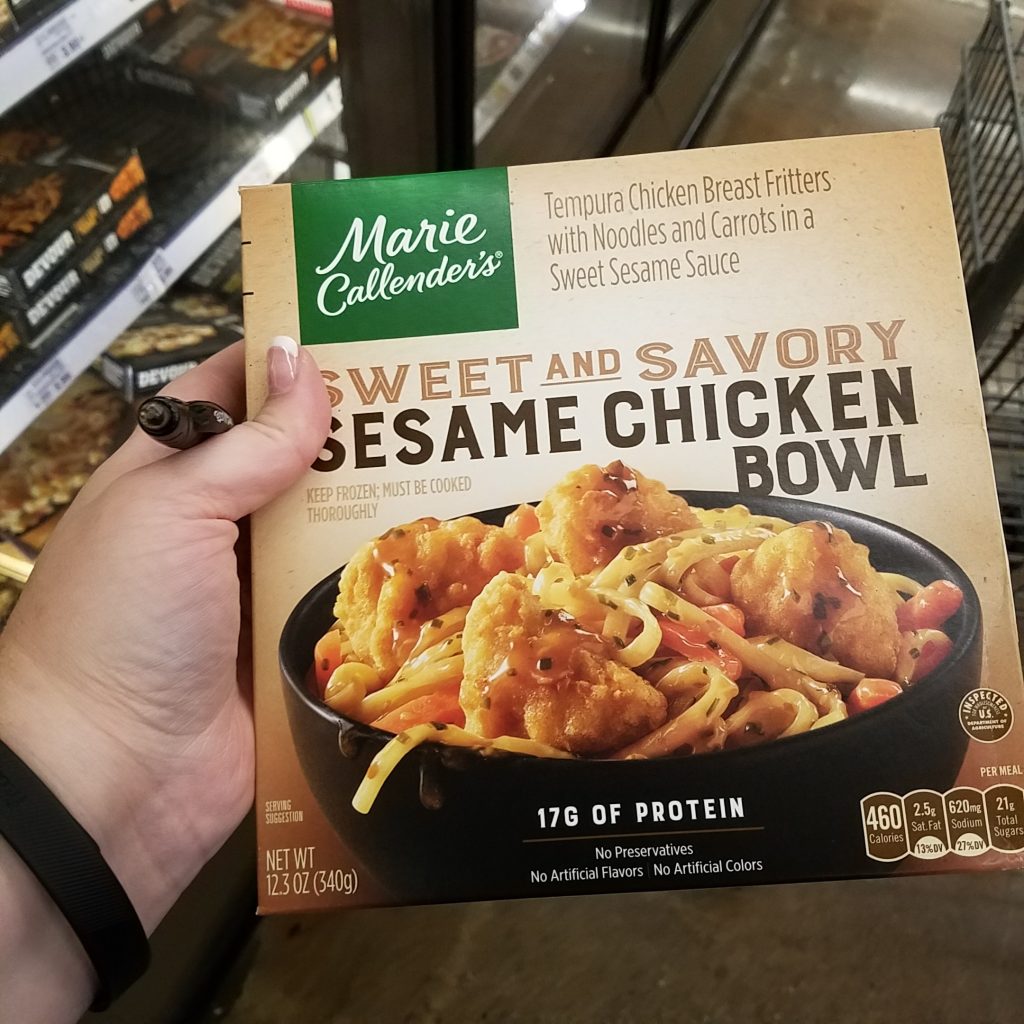 Marie
Callender's®
Tempura Chicken Breast Fritters
with Noodles and Carrots in a
Sweet Sesame Sauce
SWEET AND SAVORY
SESAME CHICKEN
BOWL
KEEP FROZEN; MUST BE COOKED
THOROUGHLY
INSPECTED
U.S.
DEPARTMENT OF
AGRICULTURE
SERVING
SUGGESTION
NET WT
12.3 OZ (340g)
17G OF PROTEIN
No Preservatives
No Artificial Flavors | No Artificial Colors
PER MEAL
460
Calories
2.5g
Sat. Fat
13% DV
620mg
Sodium
27% DV
21g
Total
Sugars
DEVOUR
DEVOUR
DEVOUR